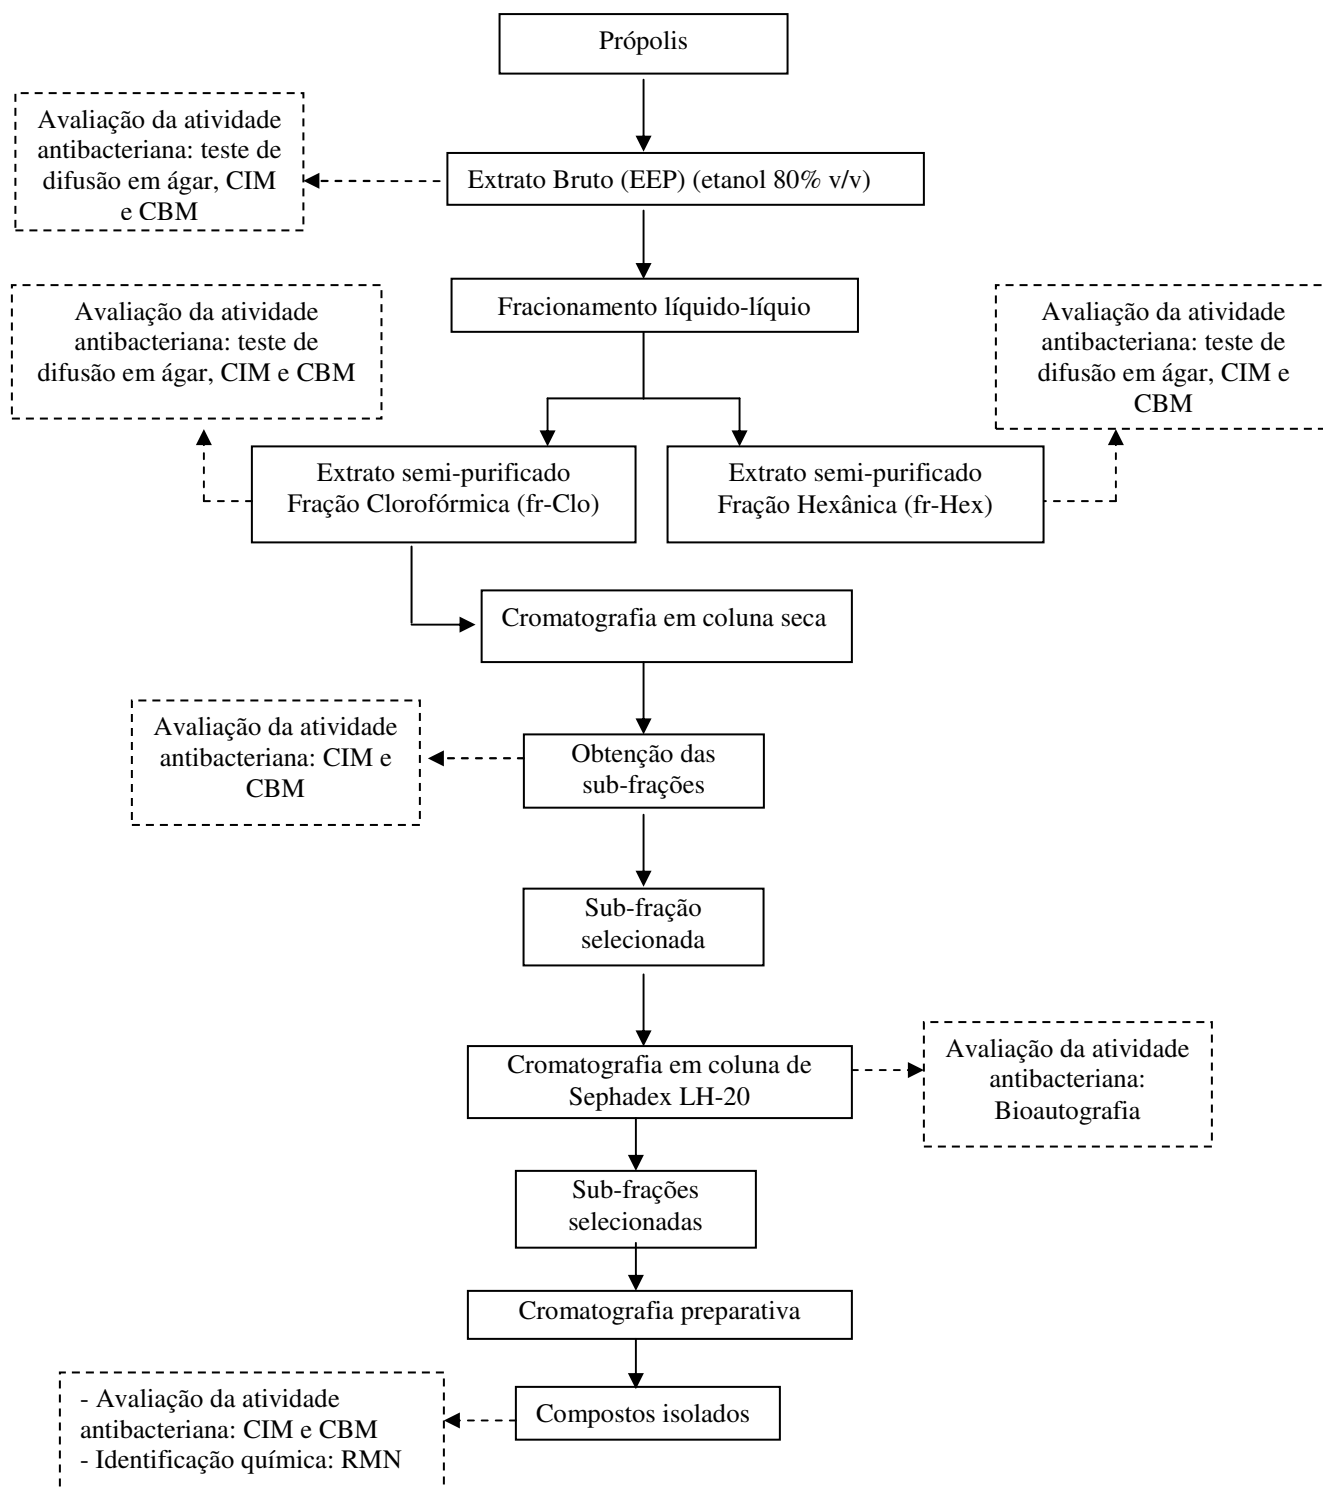 Própolis
Avaliação da atividade
antibacteriana: teste de
difusão em ágar, CIM
e CBM
Extrato Bruto (EEP) (etanol 80% v/v)
Fracionamento líquido-líquio
Avaliação da atividade
antibacteriana: teste de
difusão em ágar, CIM e CBM
Avaliação da atividade
antibacteriana: teste de
difusão em ágar, CIM e
CBM
Extrato semi-purificado
Fração Clorofórmica (fr-Clo)
Extrato semi-purificado
Fração Hexânica (fr-Hex)
Cromatografia em coluna seca
Avaliação da atividade
antibacteriana: CIM e
CBM
Obtenção das
sub-frações
Sub-fração
selecionada
Cromatografia em coluna de
Sephadex LH-20
Avaliação da atividade
antibacteriana:
Bioautografia
Sub-frações
selecionadas
Cromatografia preparativa
- Avaliação da atividade
antibacteriana: CIM e CBM
- Identificação química: RMN
Compostos isolados